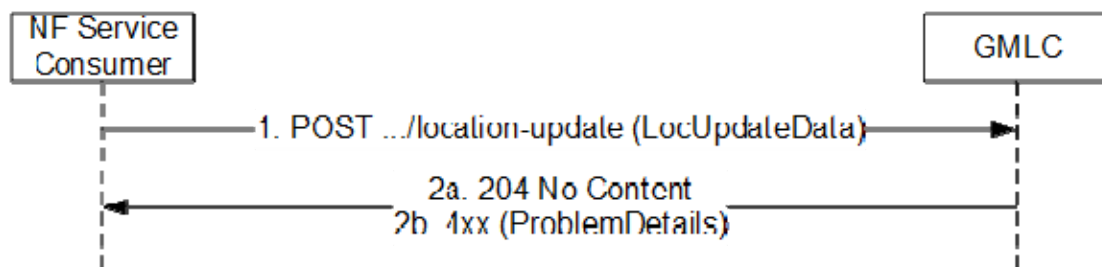 NF Service
Consumer
GMLC
1. POST .../location-update (LocUpdateData)
2a. 204 No Content
2b. 4xx (ProblemDetails)